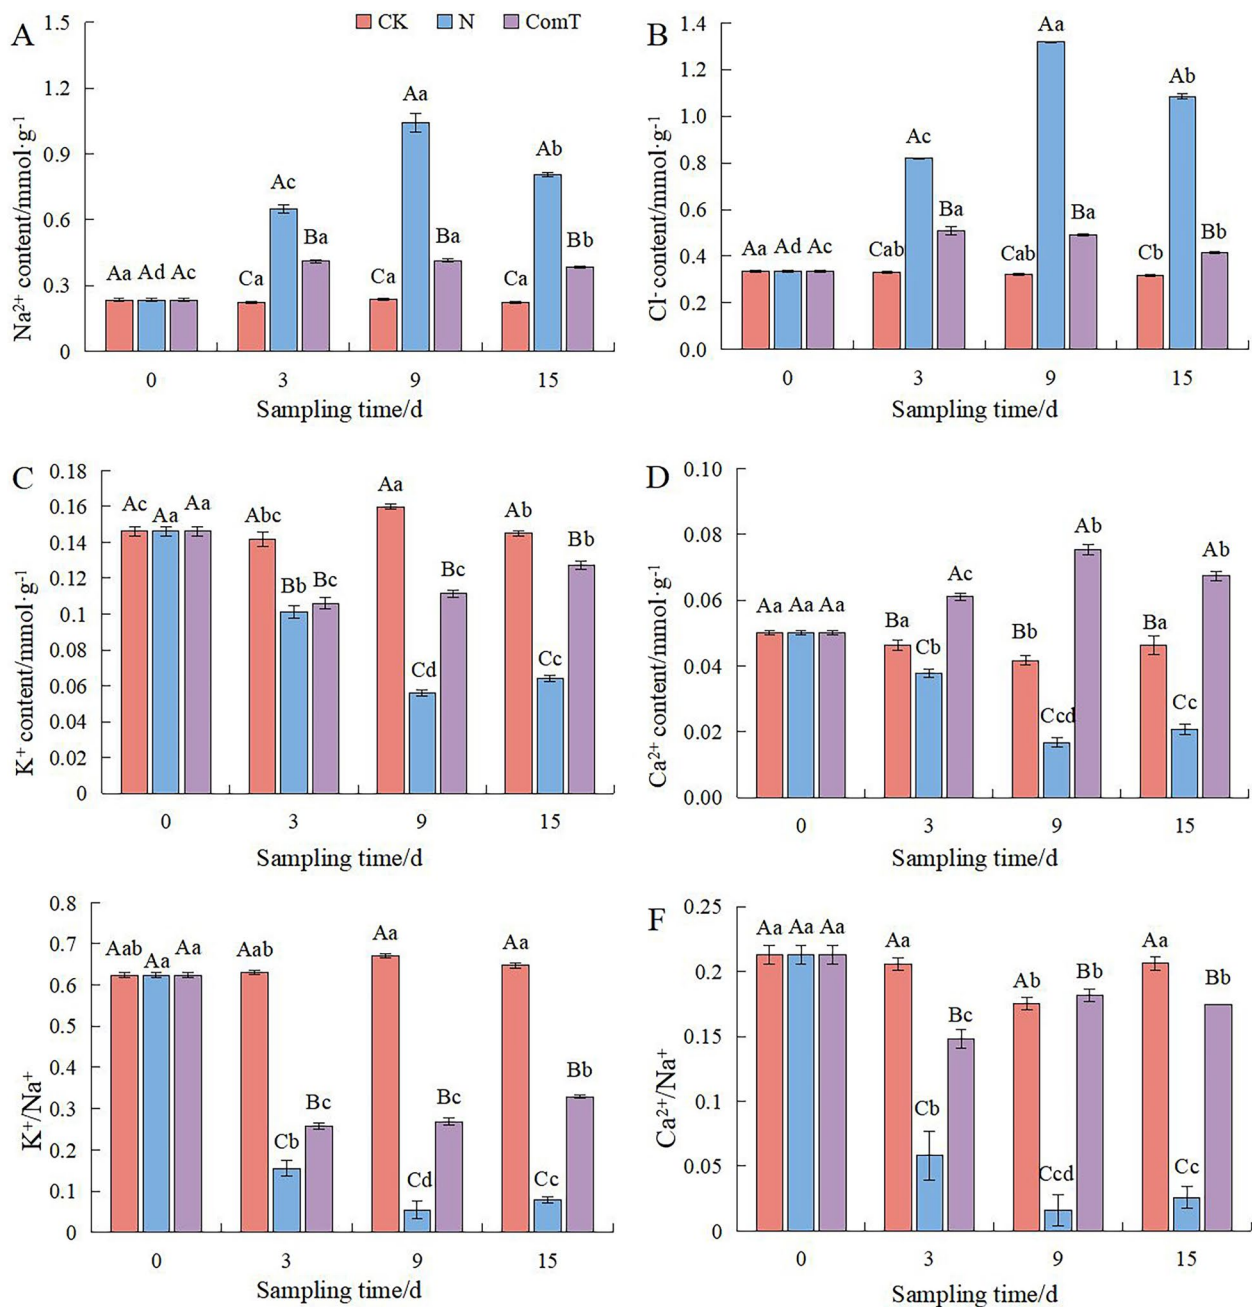 A
CK N ComT
Na²⁺ content/mmol·g⁻¹
1.5
1.2
0.9
0.6
0.3
0
Aa Ad Ac
Ca Ac Ba
Ca Aa Ba
Ca Ab Bb
0 3 9 15
Sampling time/d
B
Cl⁻ content/mmol·g⁻¹
1.4
1.2
1.0
0.8
0.6
0.4
0.2
0.0
Aa Ad Ac
Cab Ac Ba
Cab Aa Ba
Cb Ab Bb
0 3 9 15
Sampling time/d
C
K⁺ content/mmol·g⁻¹
0.18
0.16
0.14
0.12
0.1
0.08
0.06
0.04
0.02
0
Ac Aa Aa
Abc Bb Bc
Aa Cd Bc
Ab Cc Bb
0 3 9 15
Sampling time/d
D
Ca²⁺ content/mmol·g⁻¹
0.10
0.08
0.06
0.04
0.02
0.00
Aa Aa Aa
Ba Cb Ac
Bb Ccd Ab
Ba Cc Ab
0 3 9 15
Sampling time/d
K⁺/Na⁺
0.8
0.7
0.6
0.5
0.4
0.3
0.2
0.1
0
Aab Aa Aa
Aab Cb Bc
Aa Cd Bc
Aa Cc Bb
0 3 9 15
Sampling time/d
F
Ca²⁺/Na⁺
0.25
0.2
0.15
0.1
0.05
0
Aa Aa Aa
Aa Cb Bc
Ab Ccd Bb
Aa Cc Bb
0 3 9 15
Sampling time/d